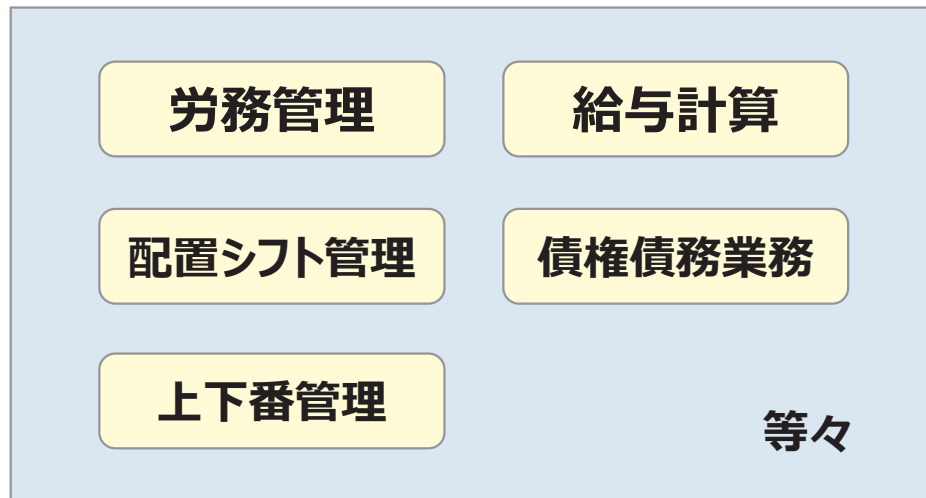 労務管理
給与計算
配置シフト管理
債権債務業務
上下番管理
等々